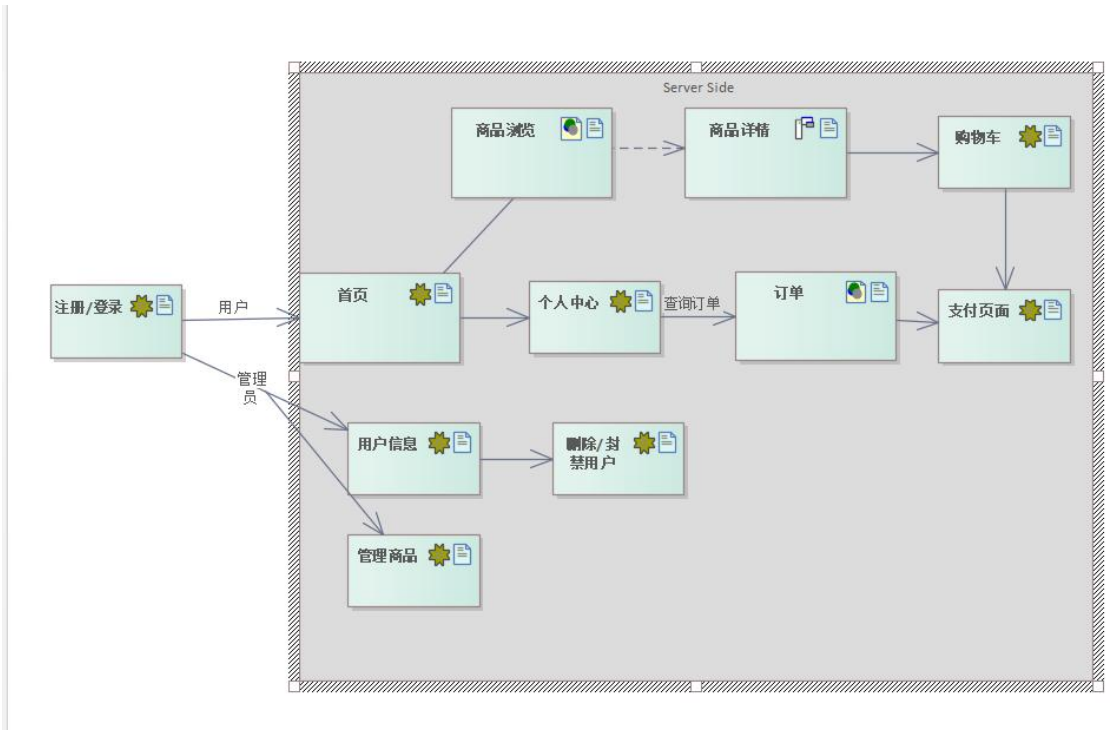 Server Side
商品浏览
商品详情
购物车
注册/登录
用户
首页
个人中心
查询订单
订单
支付页面
管理
员
用户信息
删除/封
禁用户
管理商品